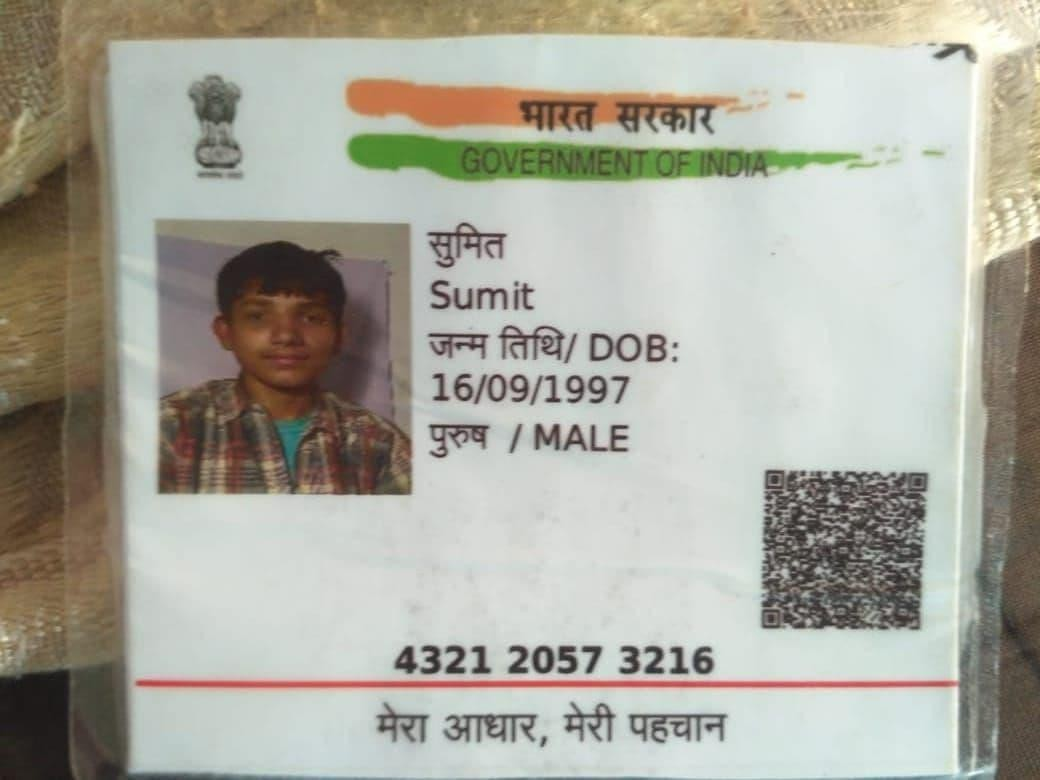 भारत सरकार
GOVERNMENT OF INDIA
सुमित
Sumit
जन्म तिथि/ DOB:
16/09/1997
पुरुष / MALE
4321 2057 3216
मेरा आधार, मेरी पहचान